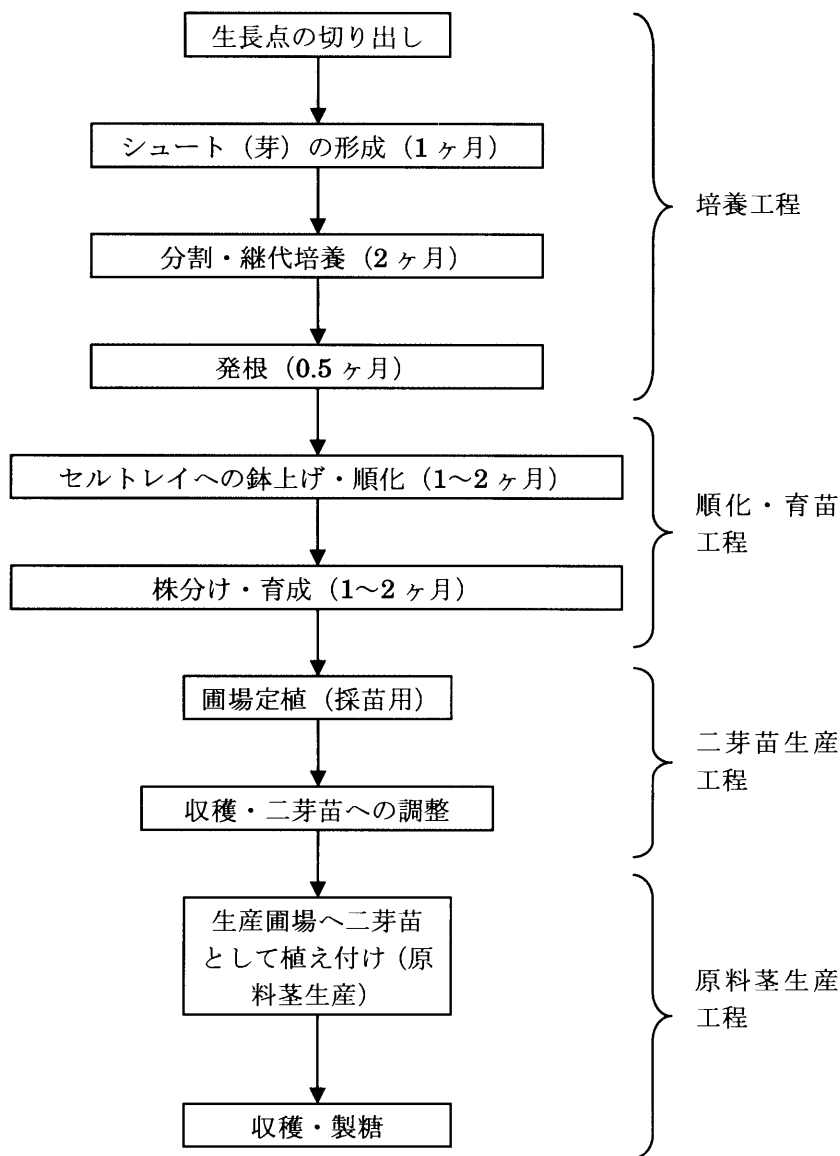 生長点の切り出し
シュート（芽）の形成（1ヶ月）
分割・継代培養（2ヶ月）
発根（0.5ヶ月）
培養工程
セルトレイへの鉢上げ・順化（1～2ヶ月）
株分け・育成（1～2ヶ月）
順化・育苗
工程
圃場定植（採苗用）
収穫・二芽苗への調整
二芽苗生産
工程
生産圃場へ二芽苗
として植え付け（原
料茎生産）
収穫・製糖
原料茎生産
工程